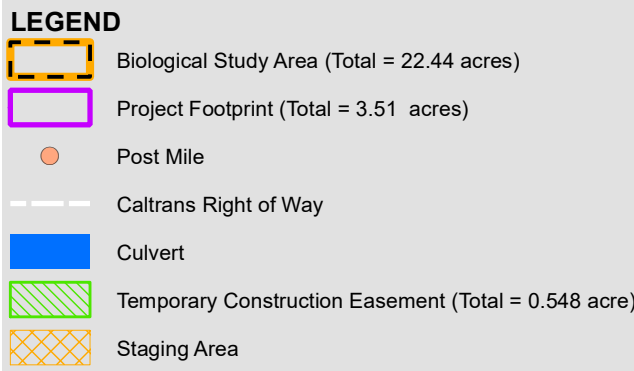 LEGEND
Biological Study Area (Total = 22.44 acres)
Project Footprint (Total = 3.51 acres)
Post Mile
Caltrans Right of Way
Culvert
Temporary Construction Easement (Total = 0.548 acre)
Staging Area